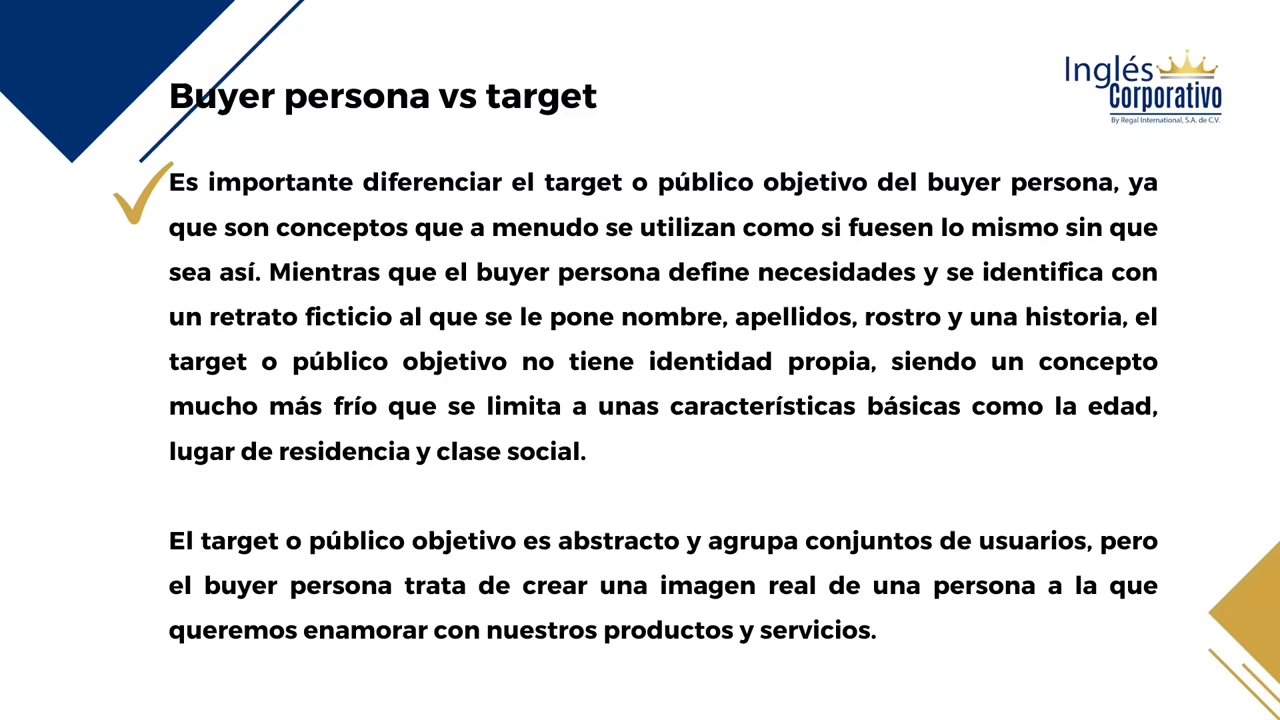 Buyer persona vs target
Inglés
Corporativo
By Regal International, S.A. de C.V.
Es importante diferenciar el target o público objetivo del buyer persona, ya
que son conceptos que a menudo se utilizan como si fuesen lo mismo sin que
sea así. Mientras que el buyer persona define necesidades y se identifica con
un retrato ficticio al que se le pone nombre, apellidos, rostro y una historia, el
target o público objetivo no tiene identidad propia, siendo un concepto
mucho más frío que se limita a unas características básicas como la edad,
lugar de residencia y clase social.
El target o público objetivo es abstracto y agrupa conjuntos de usuarios, pero
el buyer persona trata de crear una imagen real de una persona a la que
queremos enamorar con nuestros productos y servicios.